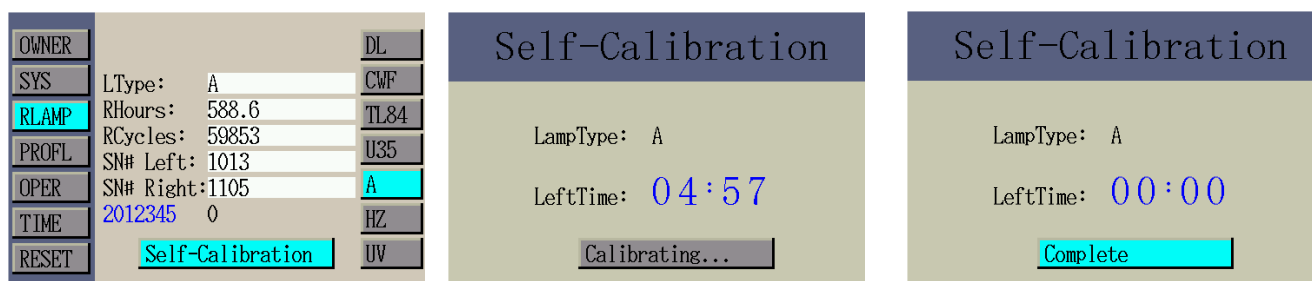 OWNER
SYS
RLAMP
PROFL
OPER
TIME
RESET
LType: A
RHours: 588.6
RCycles: 59853
SN# Left: 1013
SN# Right: 1105
2012345 0
Self-Calibration
DL
CWF
TL84
U35
A
HZ
UV
Self-Calibration
LampType: A
LeftTime: 04:57
Calibrating...
Self-Calibration
LampType: A
LeftTime: 00:00
Complete